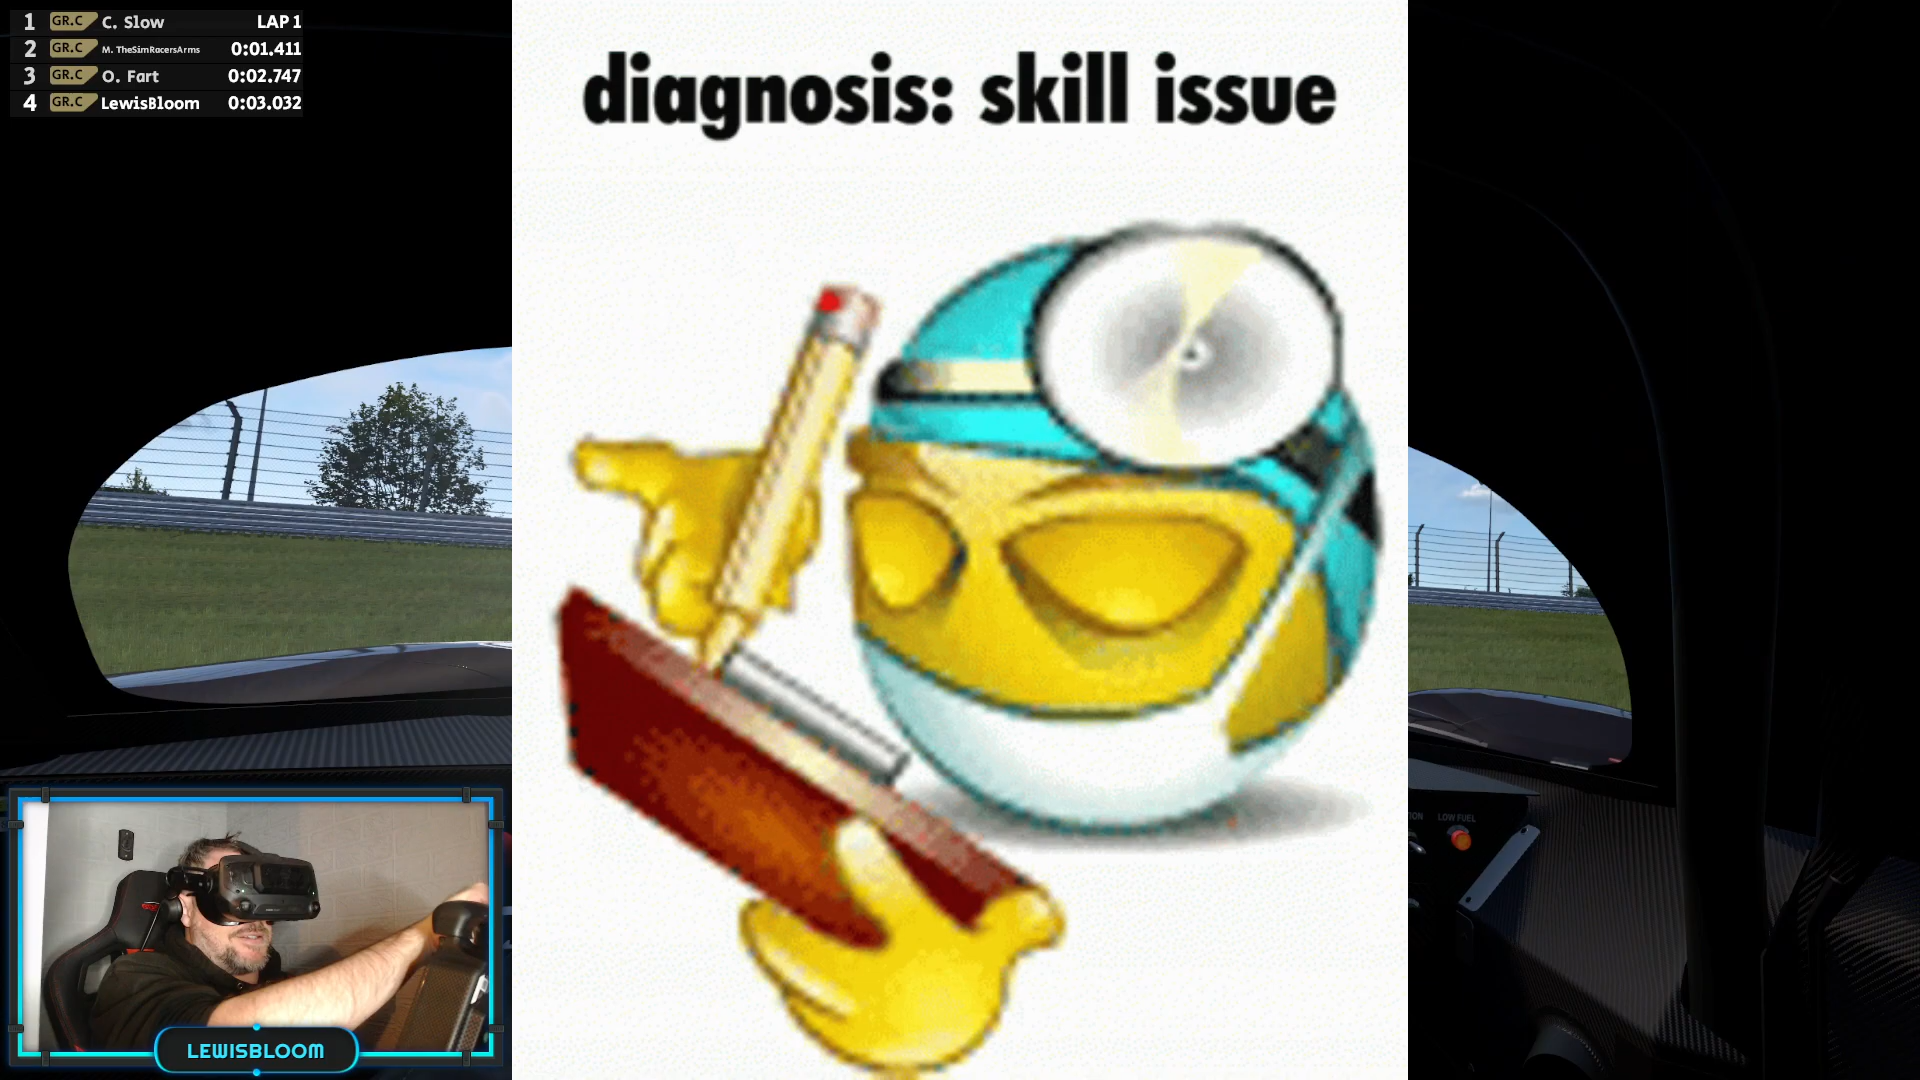 1 GR.C C. Slow LAP 1
2 GR.C M. TheSimRacersArms 0:01.411
3 GR.C O. Fart 0:02.747
4 GR.C LewisBloom 0:03.032
diagnosis: skill issue
LOW FUEL
LEWISBLOOM